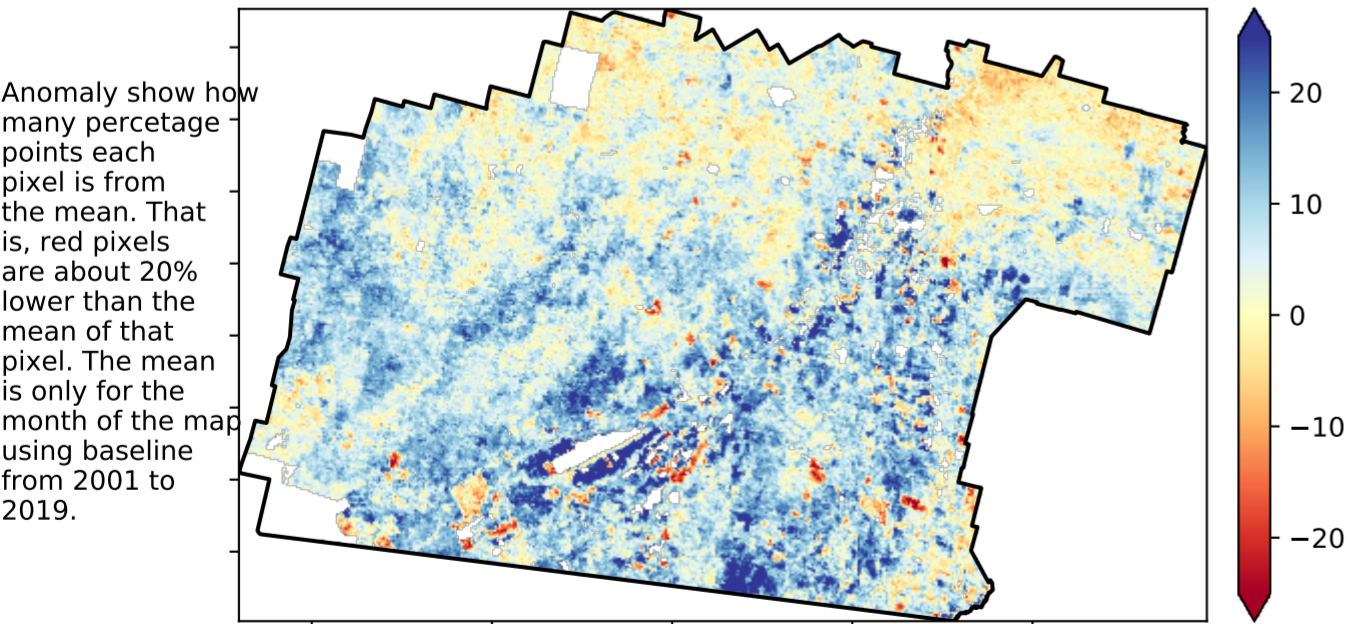 Anomaly show how
many percetage
points each
pixel is from
the mean. That
is, red pixels
are about 20%
lower than the
mean of that
pixel. The mean
is only for the
month of the map
using baseline
from 2001 to
2019.
20
10
0
−10
−20